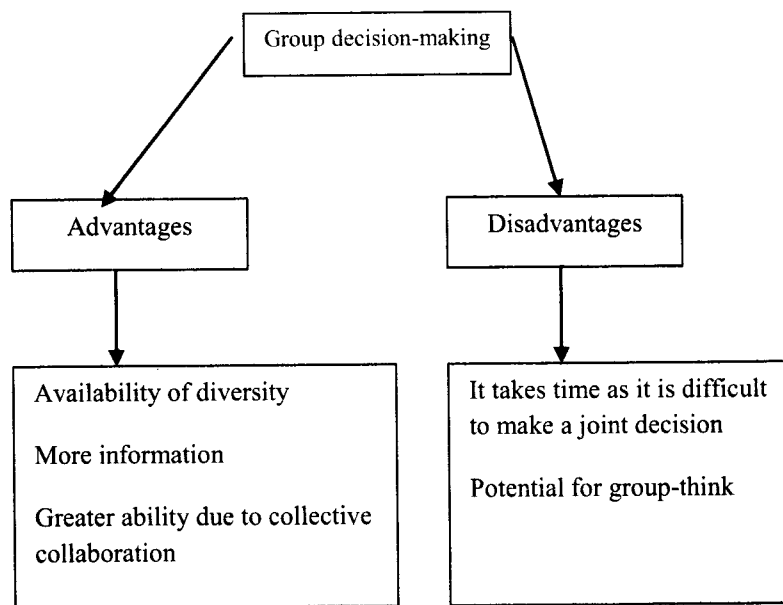 Group decision-making
Advantages
Disadvantages
Availability of diversity
More information
Greater ability due to collective
collaboration
It takes time as it is difficult
to make a joint decision
Potential for group-think